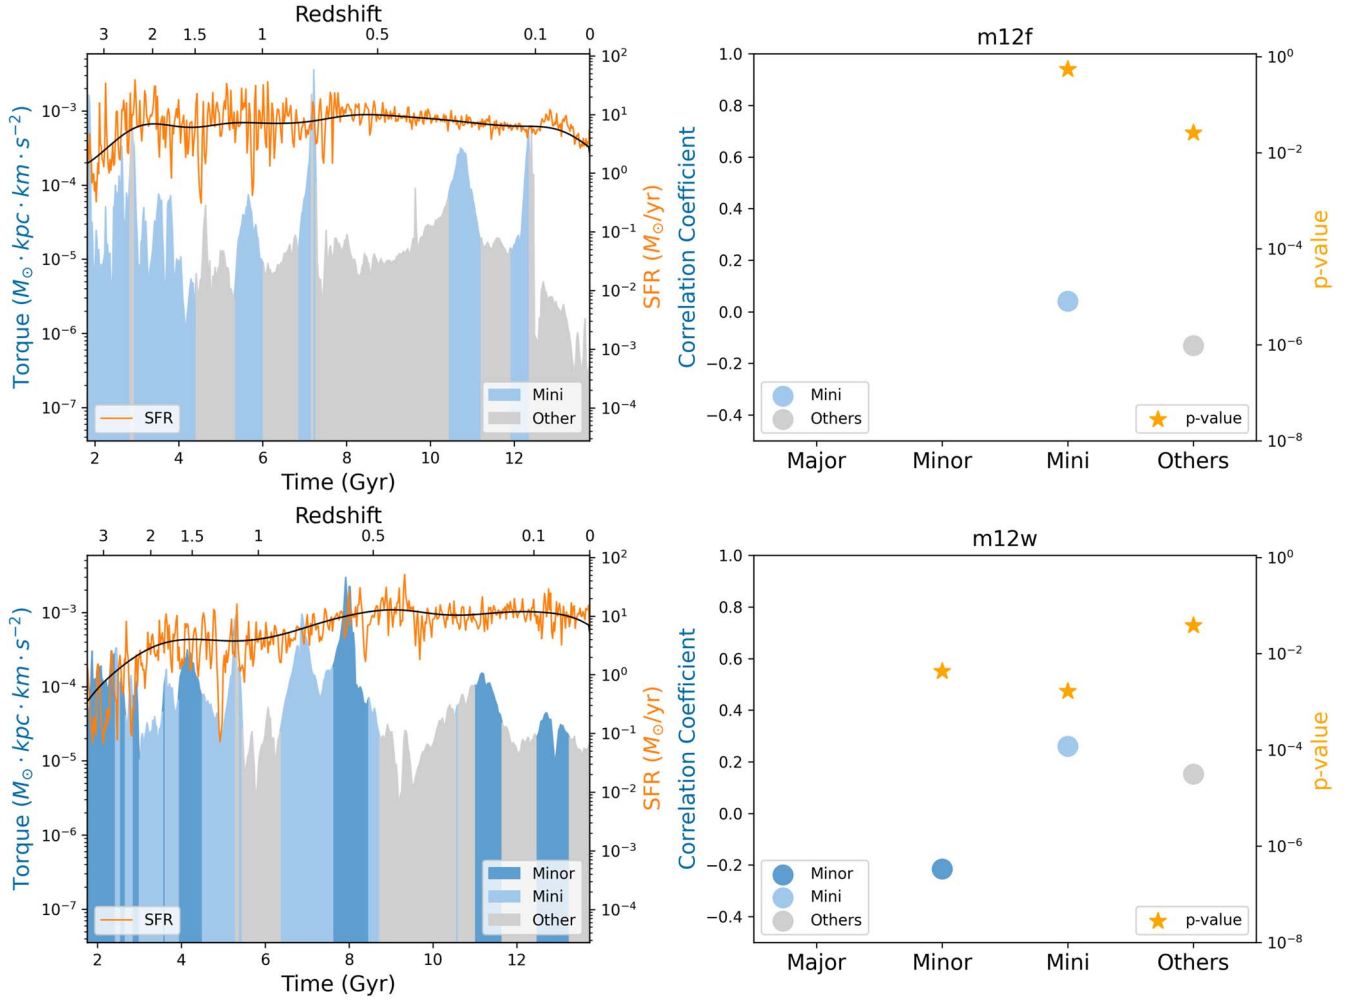 Redshift
3 2 1.5 1 0.5 0.1 0
Torque (M⊙ · kpc · km · s⁻²)
10⁻³
10⁻⁴
10⁻⁵
10⁻⁶
10⁻⁷
10²
10¹
10⁰
10⁻¹
10⁻²
10⁻³
10⁻⁴
SFR (M⊙/yr)
SFR
Mini
Other
2 4 6 8 10 12
Time (Gyr)
m12f
Correlation Coefficient
1.0
0.8
0.6
0.4
0.2
0.0
−0.2
−0.4
10⁰
10⁻²
10⁻⁴
10⁻⁶
10⁻⁸
p-value
Mini
Others
p-value
Major Minor Mini Others
Redshift
3 2 1.5 1 0.5 0.1 0
Torque (M⊙ · kpc · km · s⁻²)
10⁻³
10⁻⁴
10⁻⁵
10⁻⁶
10⁻⁷
10²
10¹
10⁰
10⁻¹
10⁻²
10⁻³
10⁻⁴
SFR (M⊙/yr)
SFR
Minor
Mini
Other
2 4 6 8 10 12
Time (Gyr)
m12w
Correlation Coefficient
1.0
0.8
0.6
0.4
0.2
0.0
−0.2
−0.4
10⁰
10⁻²
10⁻⁴
10⁻⁶
10⁻⁸
p-value
Minor
Mini
Others
p-value
Major Minor Mini Others